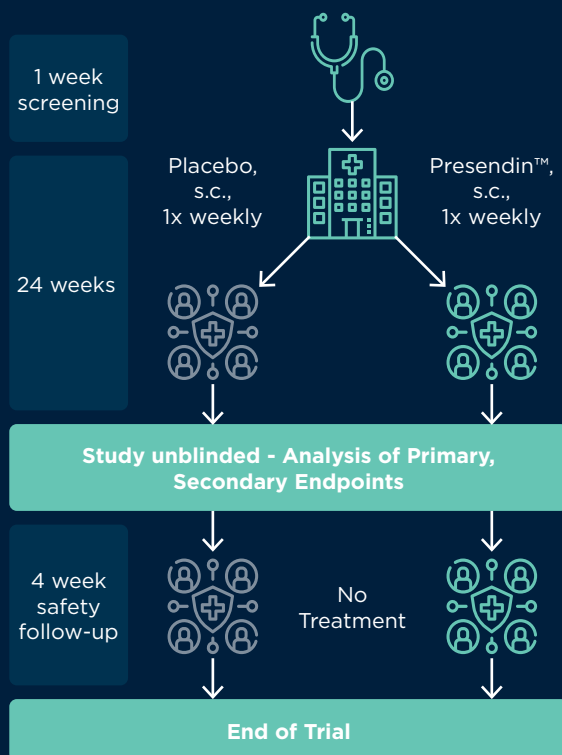 1 week
screening
Placebo,
s.c.,
1x weekly
Presendin™,
s.c.,
1x weekly
24 weeks
Study unblinded - Analysis of Primary,
Secondary Endpoints
4 week
safety
follow-up
No
Treatment
End of Trial